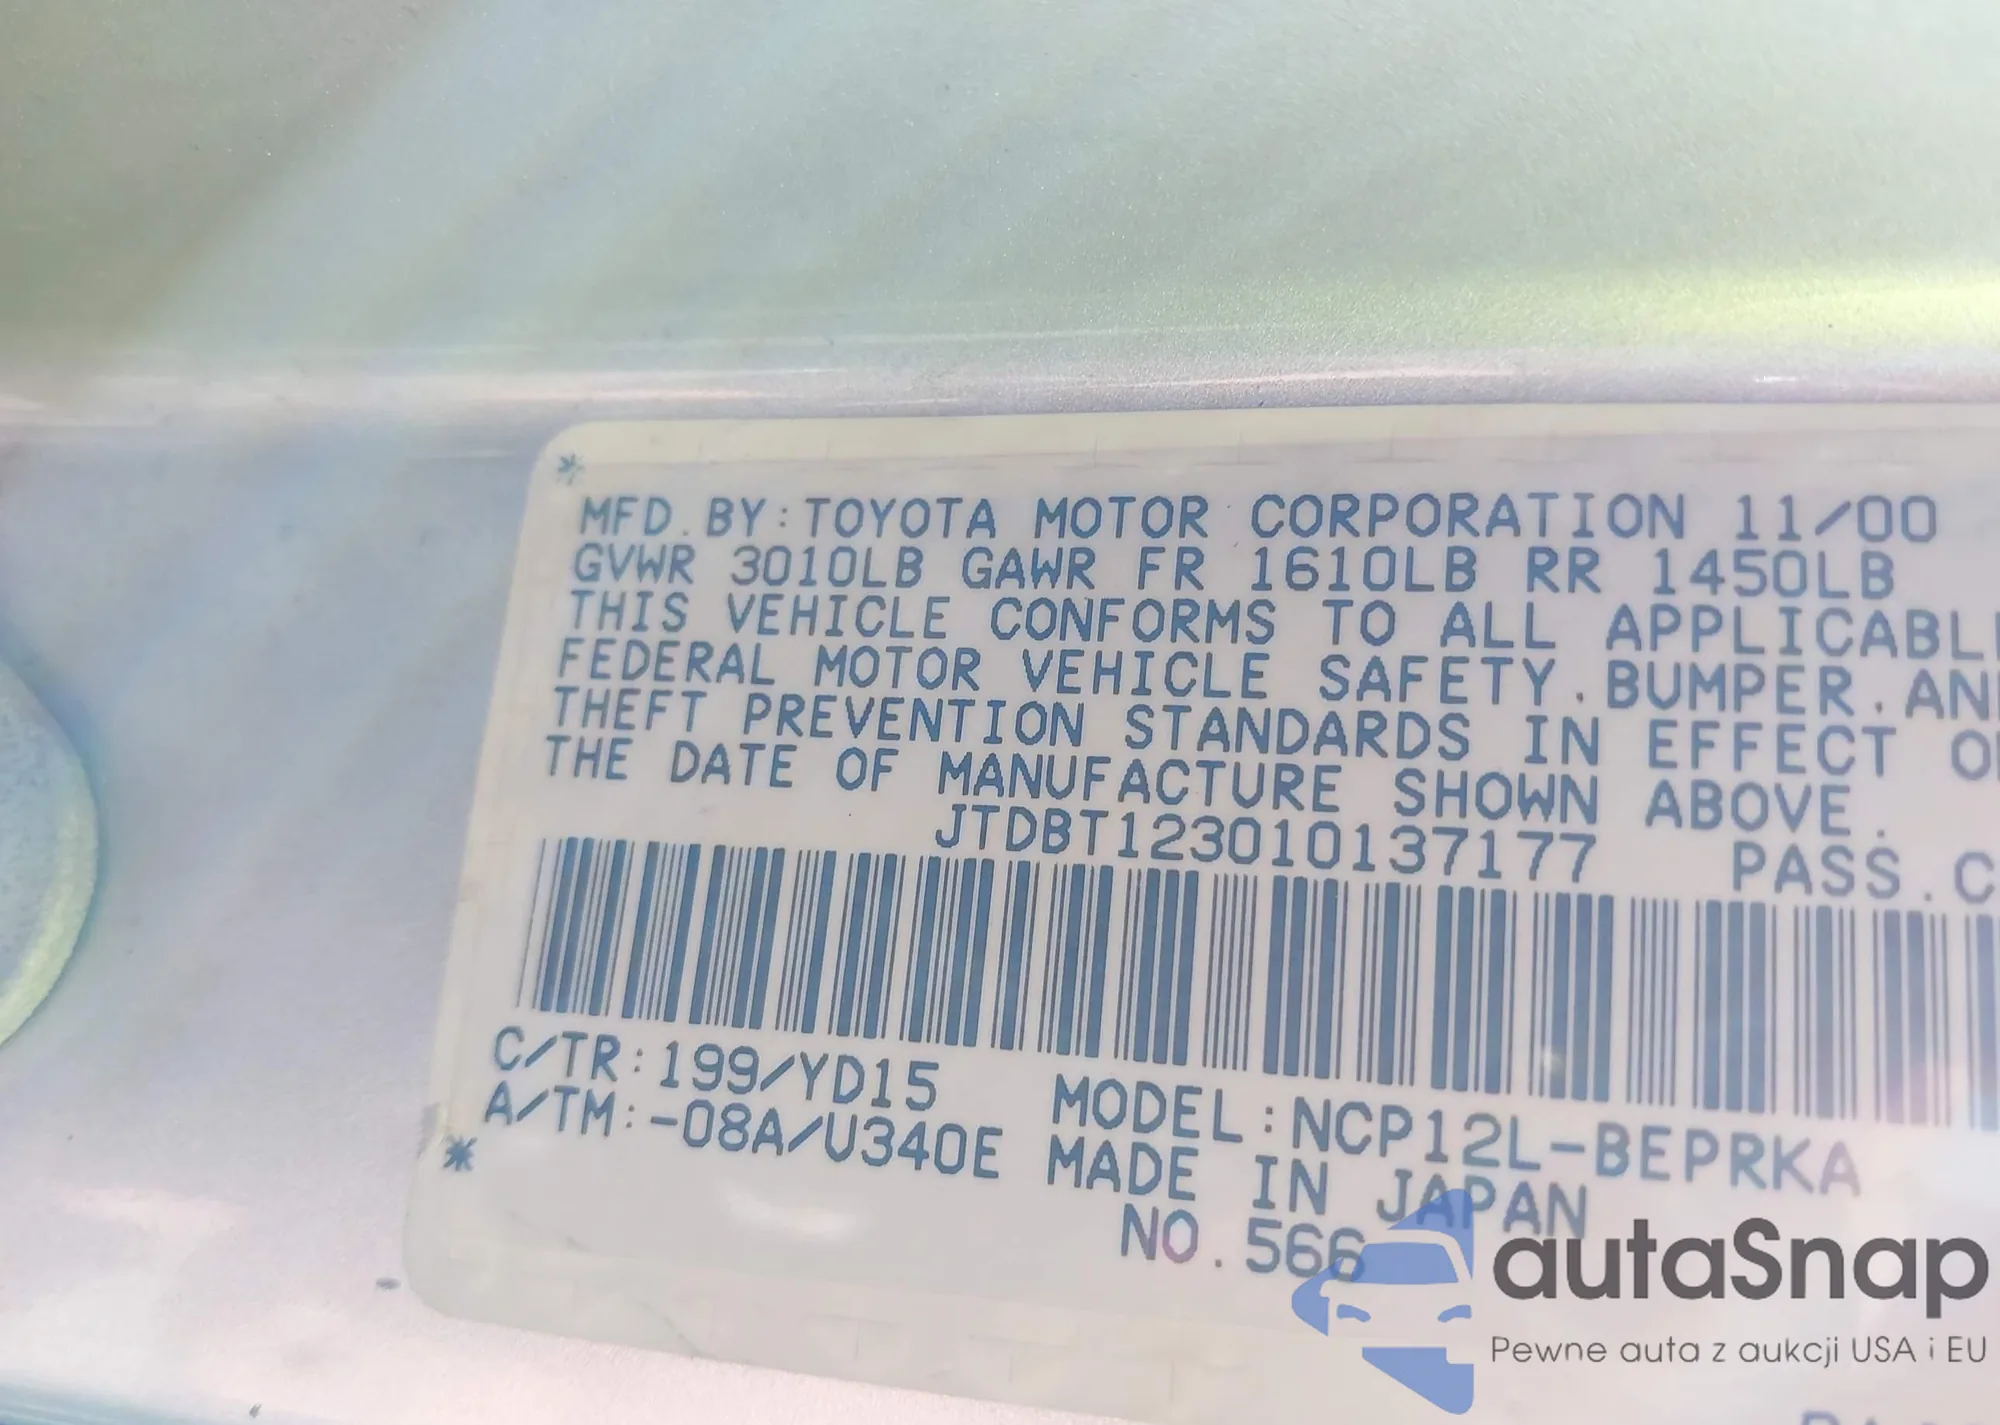 MFD. BY: TOYOTA MOTOR CORPORATION 11/00
GVWR 3010LB GAWR FR 1610LB RR 1450LB
THIS VEHICLE CONFORMS TO ALL APPLICABLE
FEDERAL MOTOR VEHICLE SAFETY. BUMPER. AN
THEFT PREVENTION STANDARDS IN EFFECT O
THE DATE OF MANUFACTURE SHOWN ABOVE.
JTDBT123010137177 PASS. C
C/TR: 199/YD15 MODEL: NCP12L-BEPRKA
A/TM: -08A/U340E MADE IN JAPAN
NO. 566
autaSnap
Pewne auta z aukcji USA i EU